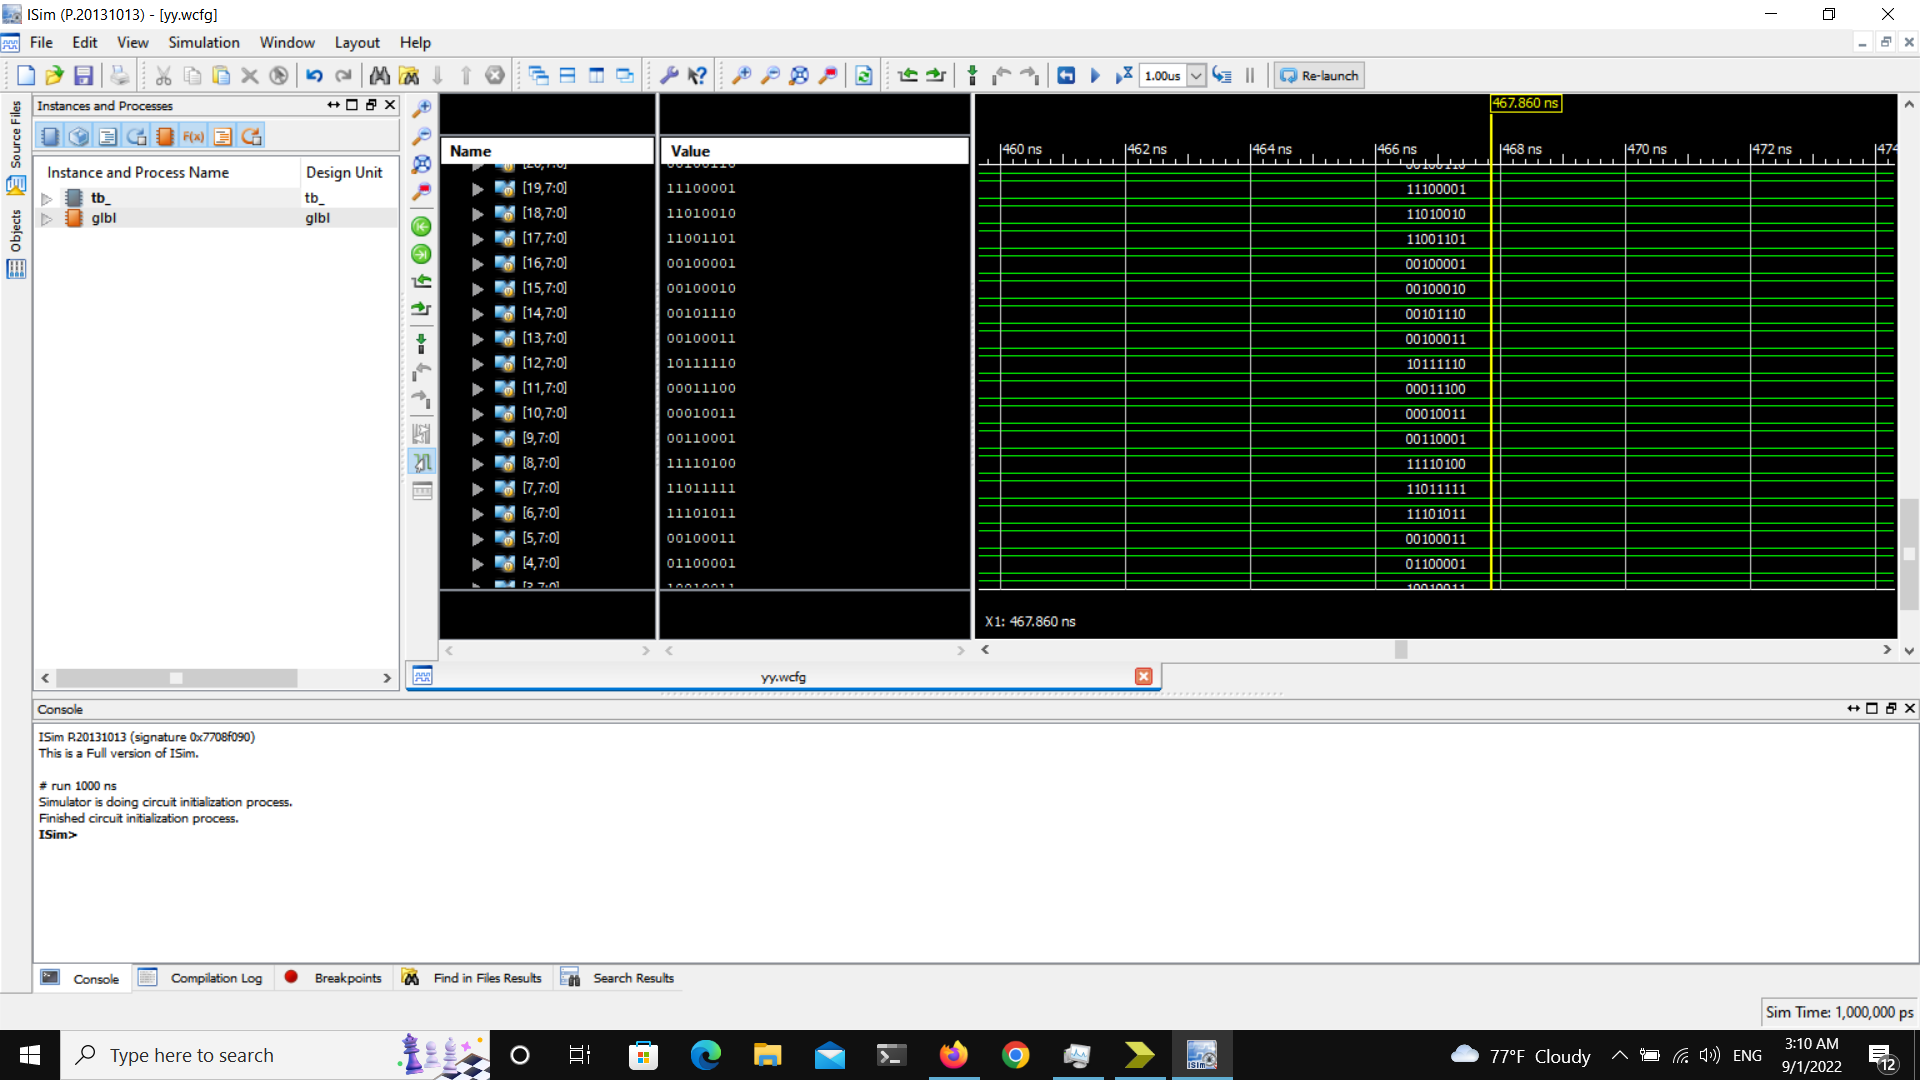 ISim (P.20131013) - [yy.wcfg]
File Edit View Simulation Window Layout Help
1.00us Re-launch
Source Files
Objects
Instances and Processes
F(x)
Instance and Process Name Design Unit
tb_ tb_
glbl glbl
Name Value
[19,7:0] 11100001
[18,7:0] 11010010
[17,7:0] 11001101
[16,7:0] 00100001
[15,7:0] 00100010
[14,7:0] 00101110
[13,7:0] 00100011
[12,7:0] 10111110
[11,7:0] 00011100
[10,7:0] 00010011
[9,7:0] 00110001
[8,7:0] 11110100
[7,7:0] 11011111
[6,7:0] 11101011
[5,7:0] 00100011
[4,7:0] 01100001
467.860 ns
460 ns 462 ns 464 ns 466 ns 468 ns 470 ns 472 ns 474
11100001
11010010
11001101
00100001
00100010
00101110
00100011
10111110
00011100
00010011
00110001
11110100
11011111
11101011
00100011
01100001
X1: 467.860 ns
yy.wcfg
Console
ISim P.20131013 (signature 0x7708f090)
This is a Full version of ISim.
# run 1000 ns
Simulator is doing circuit initialization process.
Finished circuit initialization process.
ISim>
Console Compilation Log Breakpoints Find in Files Results Search Results
Sim Time: 1,000,000 ps
Type here to search
77°F Cloudy ENG
3:10 AM
9/1/2022
12